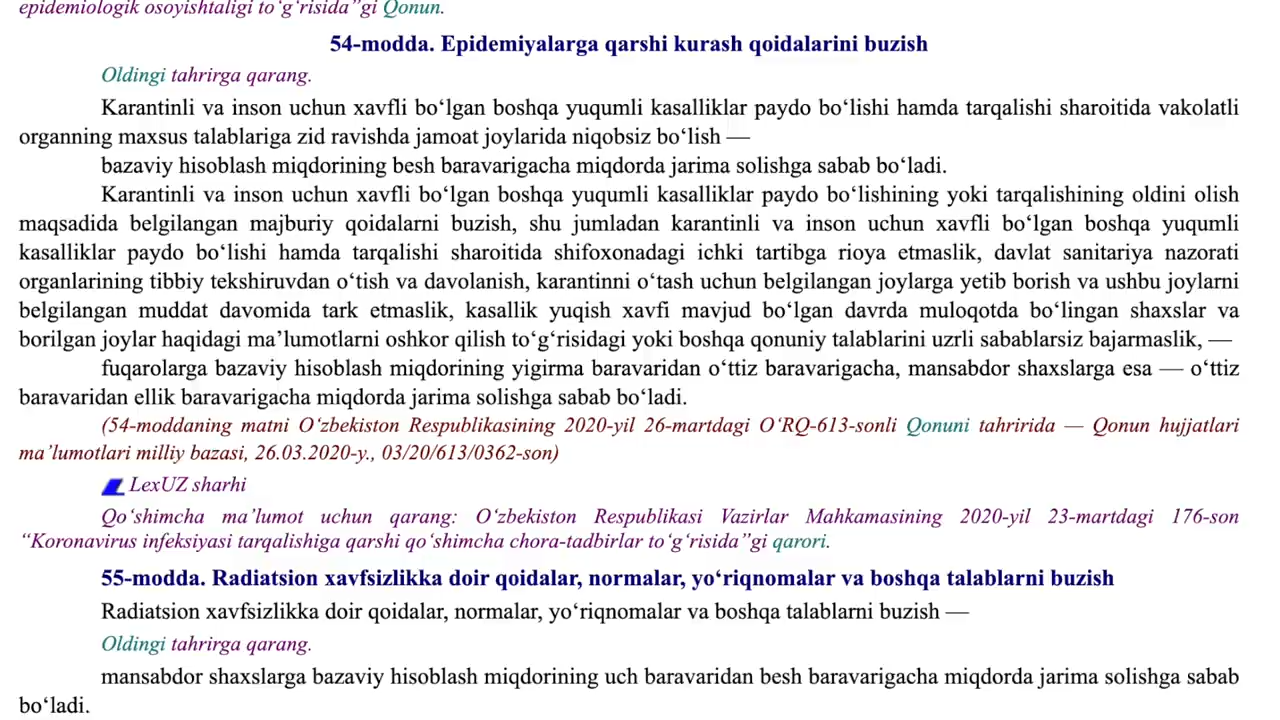 epidemiologik osoyishtaligi to‘g‘risida”gi Qonun.
54-modda. Epidemiyalarga qarshi kurash qoidalarini buzish
Oldingi tahrirga qarang.
Karantinli va inson uchun xavfli bo‘lgan boshqa yuqumli kasalliklar paydo bo‘lishi hamda tarqalishi sharoitida vakolatli
organning maxsus talablariga zid ravishda jamoat joylarida niqobsiz bo‘lish —
bazaviy hisoblash miqdorining besh baravarigacha miqdorda jarima solishga sabab bo‘ladi.
Karantinli va inson uchun xavfli bo‘lgan boshqa yuqumli kasalliklar paydo bo‘lishining yoki tarqalishining oldini olish
maqsadida belgilangan majburiy qoidalarni buzish, shu jumladan karantinli va inson uchun xavfli bo‘lgan boshqa yuqumli
kasalliklar paydo bo‘lishi hamda tarqalishi sharoitida shifoxonadagi ichki tartibga rioya etmaslik, davlat sanitariya nazorati
organlarining tibbiy tekshiruvdan o‘tish va davolanish, karantinni o‘tash uchun belgilangan joylarga yetib borish va ushbu joylarni
belgilangan muddat davomida tark etmaslik, kasallik yuqish xavfi mavjud bo‘lgan davrda muloqotda bo‘lingan shaxslar va
borilgan joylar haqidagi ma’lumotlarni oshkor qilish to‘g‘risidagi yoki boshqa qonuniy talablarini uzrli sabablarsiz bajarmaslik, —
fuqarolarga bazaviy hisoblash miqdorining yigirma baravaridan o‘ttiz baravarigacha, mansabdor shaxslarga esa — o‘ttiz
baravaridan ellik baravarigacha miqdorda jarima solishga sabab bo‘ladi.
(54-moddaning matni O‘zbekiston Respublikasining 2020-yil 26-martdagi O‘RQ-613-sonli Qonuni tahririda — Qonun hujjatlari
ma’lumotlari milliy bazasi, 26.03.2020-y., 03/20/613/0362-son)
LexUZ sharhi
Qo‘shimcha ma’lumot uchun qarang: O‘zbekiston Respublikasi Vazirlar Mahkamasining 2020-yil 23-martdagi 176-son
“Koronavirus infeksiyasi tarqalishiga qarshi qo‘shimcha chora-tadbirlar to‘g‘risida”gi qarori.
55-modda. Radiatsion xavfsizlikka doir qoidalar, normalar, yo‘riqnomalar va boshqa talablarni buzish
Radiatsion xavfsizlikka doir qoidalar, normalar, yo‘riqnomalar va boshqa talablarni buzish —
Oldingi tahrirga qarang.
mansabdor shaxslarga bazaviy hisoblash miqdorining uch baravaridan besh baravarigacha miqdorda jarima solishga sabab
bo‘ladi.